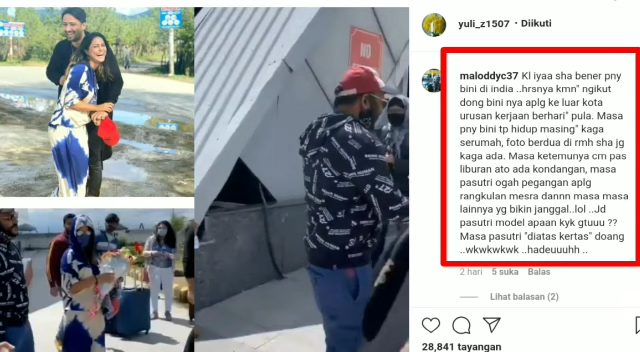 NO
yuli_z1507 · Diikuti
maloddyc37 Kl iyaa sha bener pny
bini di india ..hrsnya kmn" ngikut
dong bini nya aplg ke luar kota
urusan kerjaan berhari" pula. Masa
pny bini tp hidup masing" kaga
serumah, foto berdua di rmh sha jg
kaga ada. Masa ketemunya cm pas
liburan ato ada kondangan, masa
pasutri ogah pegangan aplg
rangkulan mesra dannn masa masa
lainnya yg bikin janggal..lol ..Jd
pasutri model apaan kyk gtuuu ??
Masa pasutri "diatas kertas" doang
..wkwkwkwk ..hadeuuuhh ..
2 hari 5 suka Balas
Lihat balasan (2)
28,841 tayangan